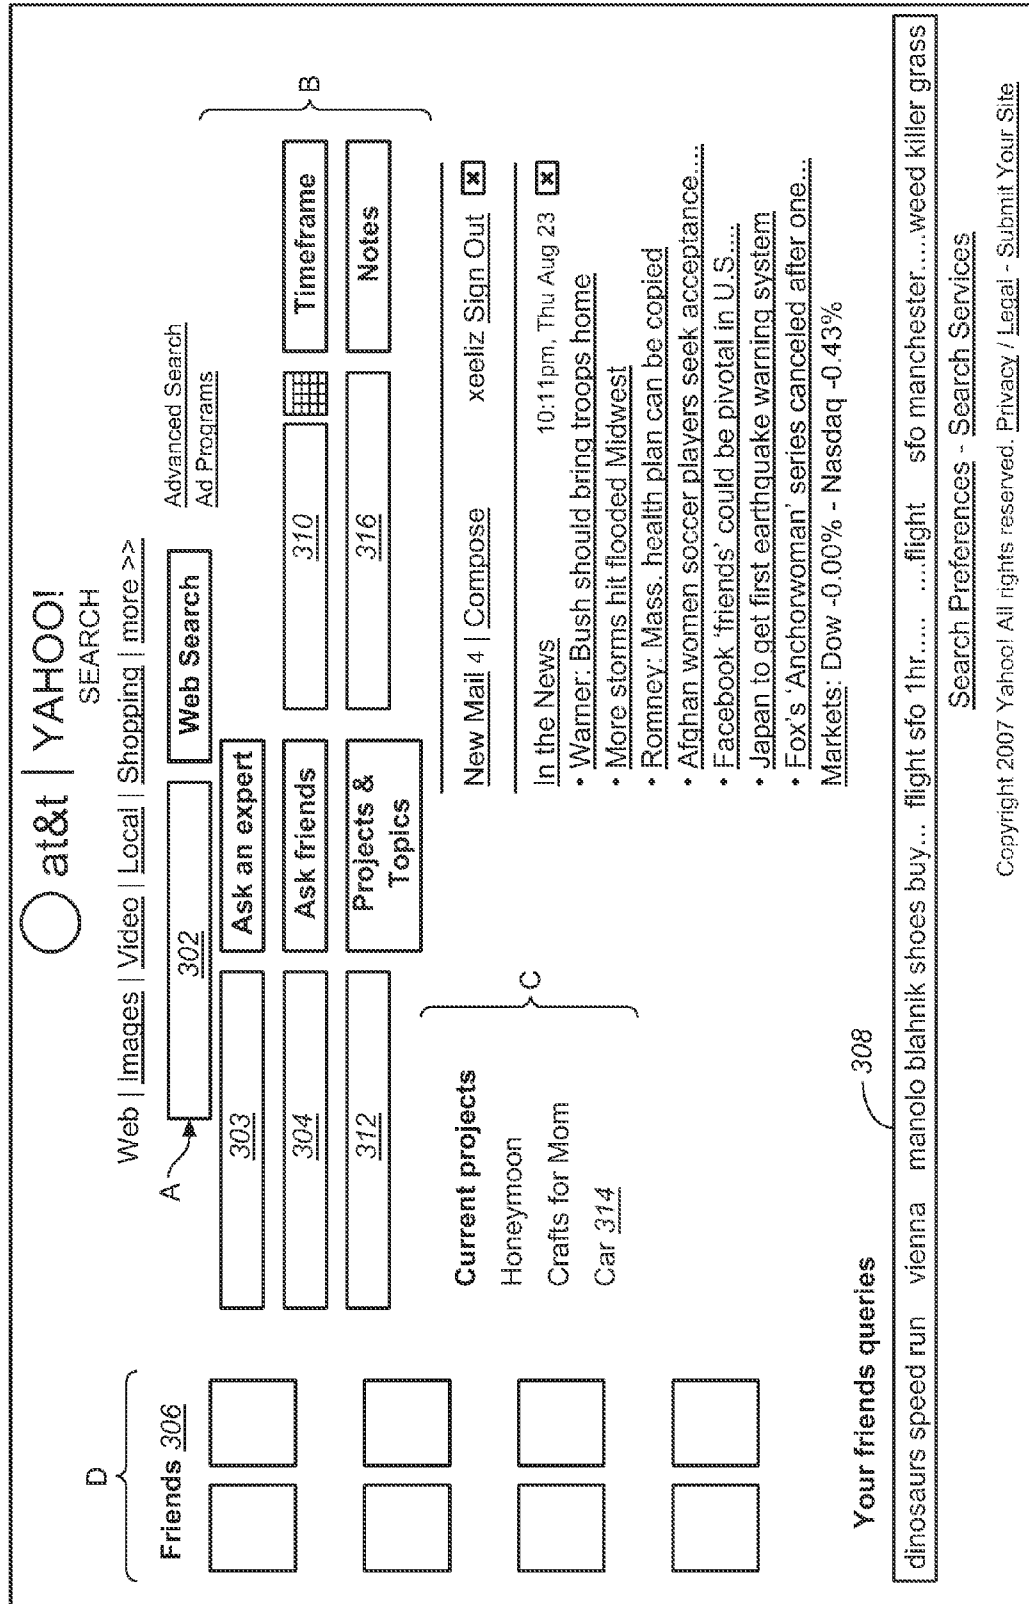 at&t | YAHOO!
SEARCH
Web | Images | Video | Local | Shopping | more >>
A
302
Web Search
Advanced Search
Ad Programs
303
Ask an expert
304
Ask friends
310
Timeframe
312
Projects &
Topics
316
Notes
B
D
Friends 306
C
Current projects
Honeymoon
Crafts for Mom
Car 314
New Mail 4 | Compose xeeliz Sign Out x
In the News 10:11pm, Thu Aug 23 x
• Warner: Bush should bring troops home
• More storms hit flooded Midwest
• Romney: Mass. health plan can be copied
• Afghan women soccer players seek acceptance....
• Facebook 'friends' could be pivotal in U.S....
• Japan to get first earthquake warning system
• Fox's 'Anchorwoman' series canceled after one...
Markets: Dow -0.00% - Nasdaq -0.43%
Your friends queries
308
dinosaurs speed run vienna manolo blahnik shoes buy... flight sfo 1hr..... ....flight sfo manchester....weed killer grass
Search Preferences - Search Services
Copyright 2007 Yahoo! All rights reserved. Privacy / Legal - Submit Your Site